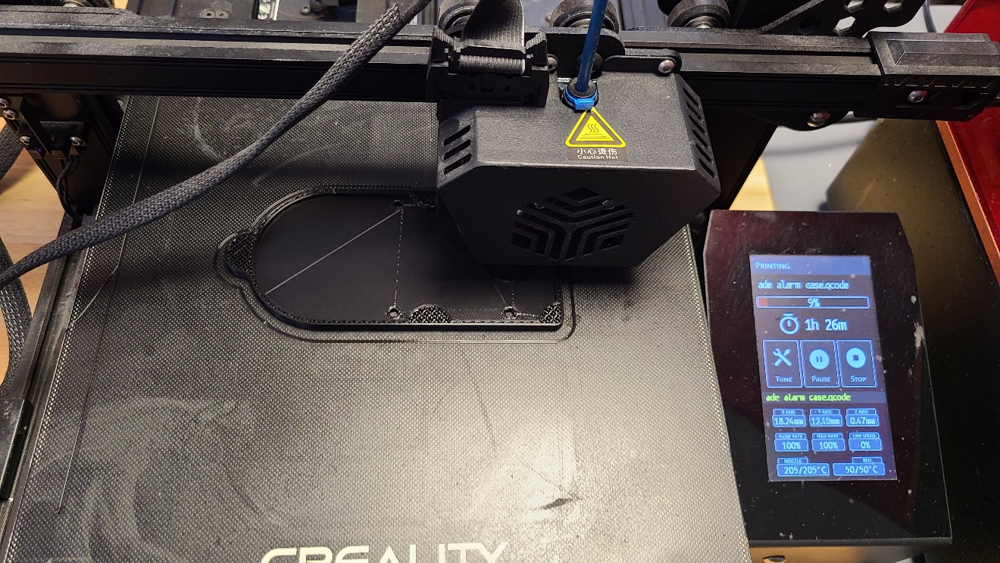 小心烫伤
Caution Hot
PRINTING
ade alarm case.gcode
9%
1h 26m
TUNE PAUSE STOP
ade alarm case.gcode
X AXIS Y AXIS Z AXIS
18.24mm 12.45mm 0.47mm
FLOW RATE FEED RATE FAN SPEED
100% 100% 0%
NOZZLE BED
205/205°C 50/50°C
CREALITY